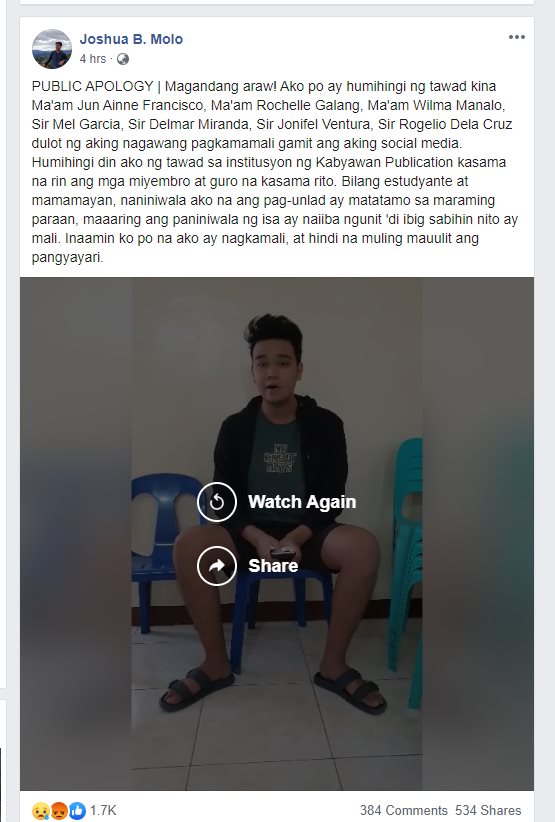 Joshua B. Molo
4 hrs ·
PUBLIC APOLOGY | Magandang araw! Ako po ay humihingi ng tawad kina
Ma'am Jun Ainne Francisco, Ma'am Rochelle Galang, Ma'am Wilma Manalo,
Sir Mel Garcia, Sir Delmar Miranda, Sir Jonifel Ventura, Sir Rogelio Dela Cruz
dulot ng aking nagawang pagkamamali gamit ang aking social media.
Humihingi din ako ng tawad sa institusyon ng Kabyawan Publication kasama
na rin ang mga miyembro at guro na kasama rito. Bilang estudyante at
mamamayan, naniniwala ako na ang pag-unlad ay matatamo sa maraming
paraan, maaaring ang paniniwala ng isa ay naiiba ngunit 'di ibig sabihin nito ay
mali. Inaamin ko po na ako ay nagkamali, at hindi na muling mauulit ang
pangyayari.
NO
CHEAT
DAYS
Watch Again
Share
1.7K
384 Comments 534 Shares